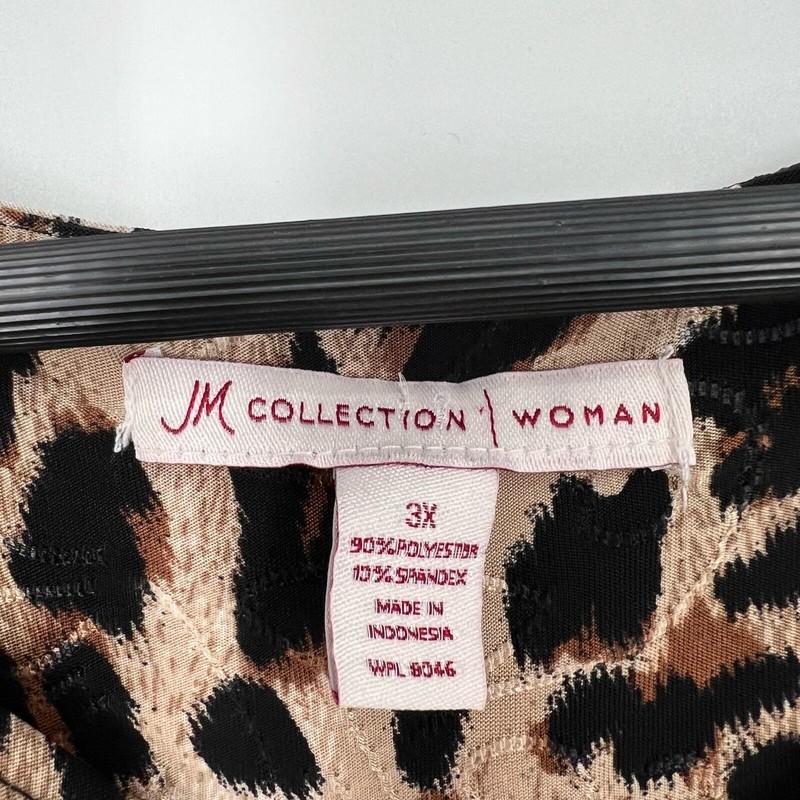 JM COLLECTION | WOMAN
3X
90% POLYESTER
10% SPANDEX
MADE IN
INDONESIA
WPL 8046